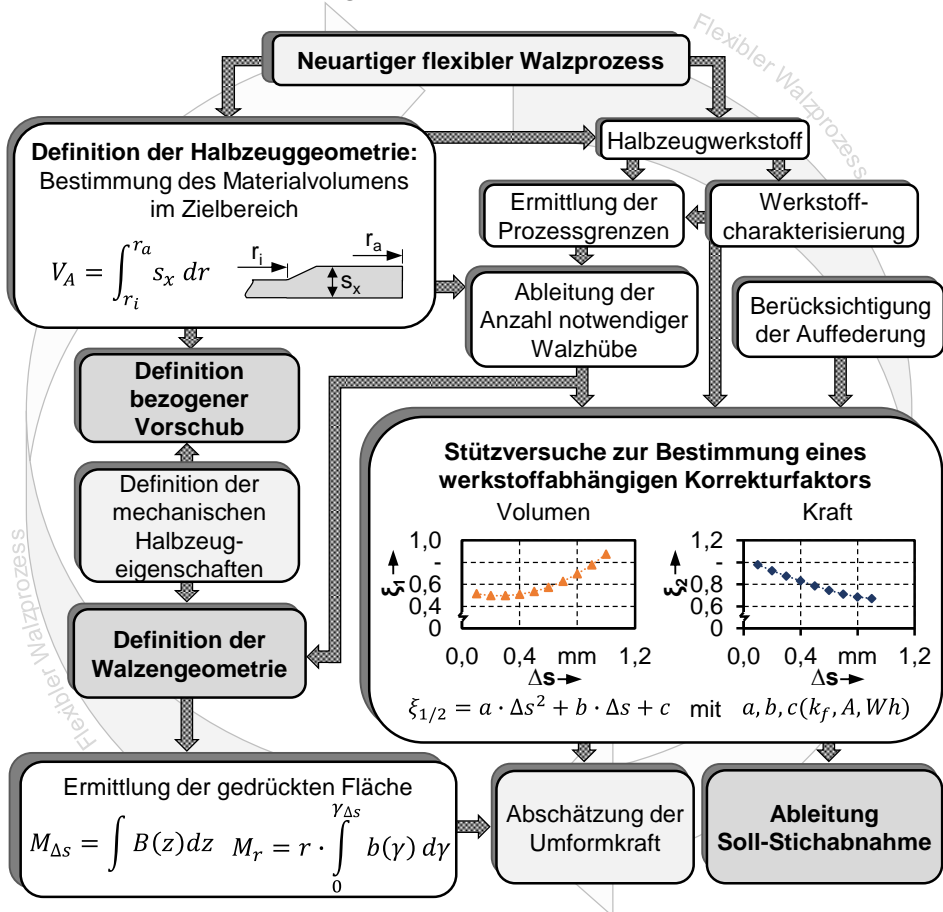 Flexibler Walzprozess
Neuartiger flexibler Walzprozess
Definition der Halbzeuggeometrie:
Bestimmung des Materialvolumens
im Zielbereich
V_A = ∫_{r_i}^{r_a} s_x dr
r_i
r_a
s_x
Halbzeugwerkstoff
Ermittlung der
Prozessgrenzen
Werkstoff-
charakterisierung
Ableitung der
Anzahl notwendiger
Walzhübe
Berücksichtigung
der Auffederung
Definition
bezogener
Vorschub
Definition der
mechanischen
Halbzeug-
eigenschaften
Definition der
Walzengeometrie
Flexibler Walzprozess
Stützversuche zur Bestimmung eines
werkstoffabhängigen Korrekturfaktors
Volumen
1,0
-
0,6
0,4
0
ξ1
0,0 0,4 mm 1,2
Δs
Kraft
1,2
-
0,8
0,6
0
ξ2
0,0 0,4 mm 1,2
Δs
ξ_{1/2} = a · Δs² + b · Δs + c mit a, b, c(k_f, A, Wh)
Ermittlung der gedrückten Fläche
M_{Δs} = ∫ B(z)dz M_r = r · ∫_0^{γ_{Δs}} b(γ) dγ
Abschätzung der
Umformkraft
Ableitung
Soll-Stichabnahme